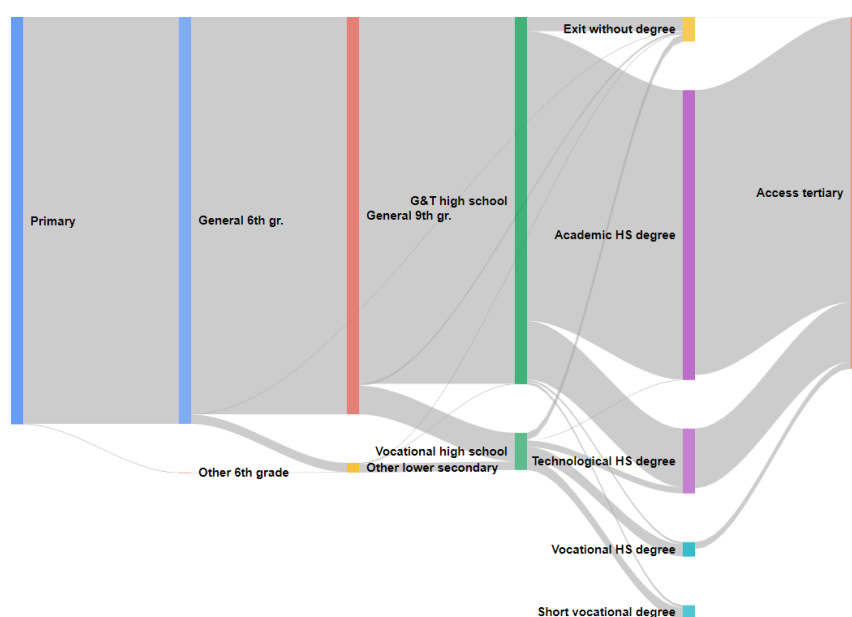 Exit without degree
Access tertiary
G&T high school
Primary
General 6th gr.
General 9th gr.
Academic HS degree
Vocational high school
Other 6th grade
Other lower secondary
Technological HS degree
Vocational HS degree
Short vocational degree